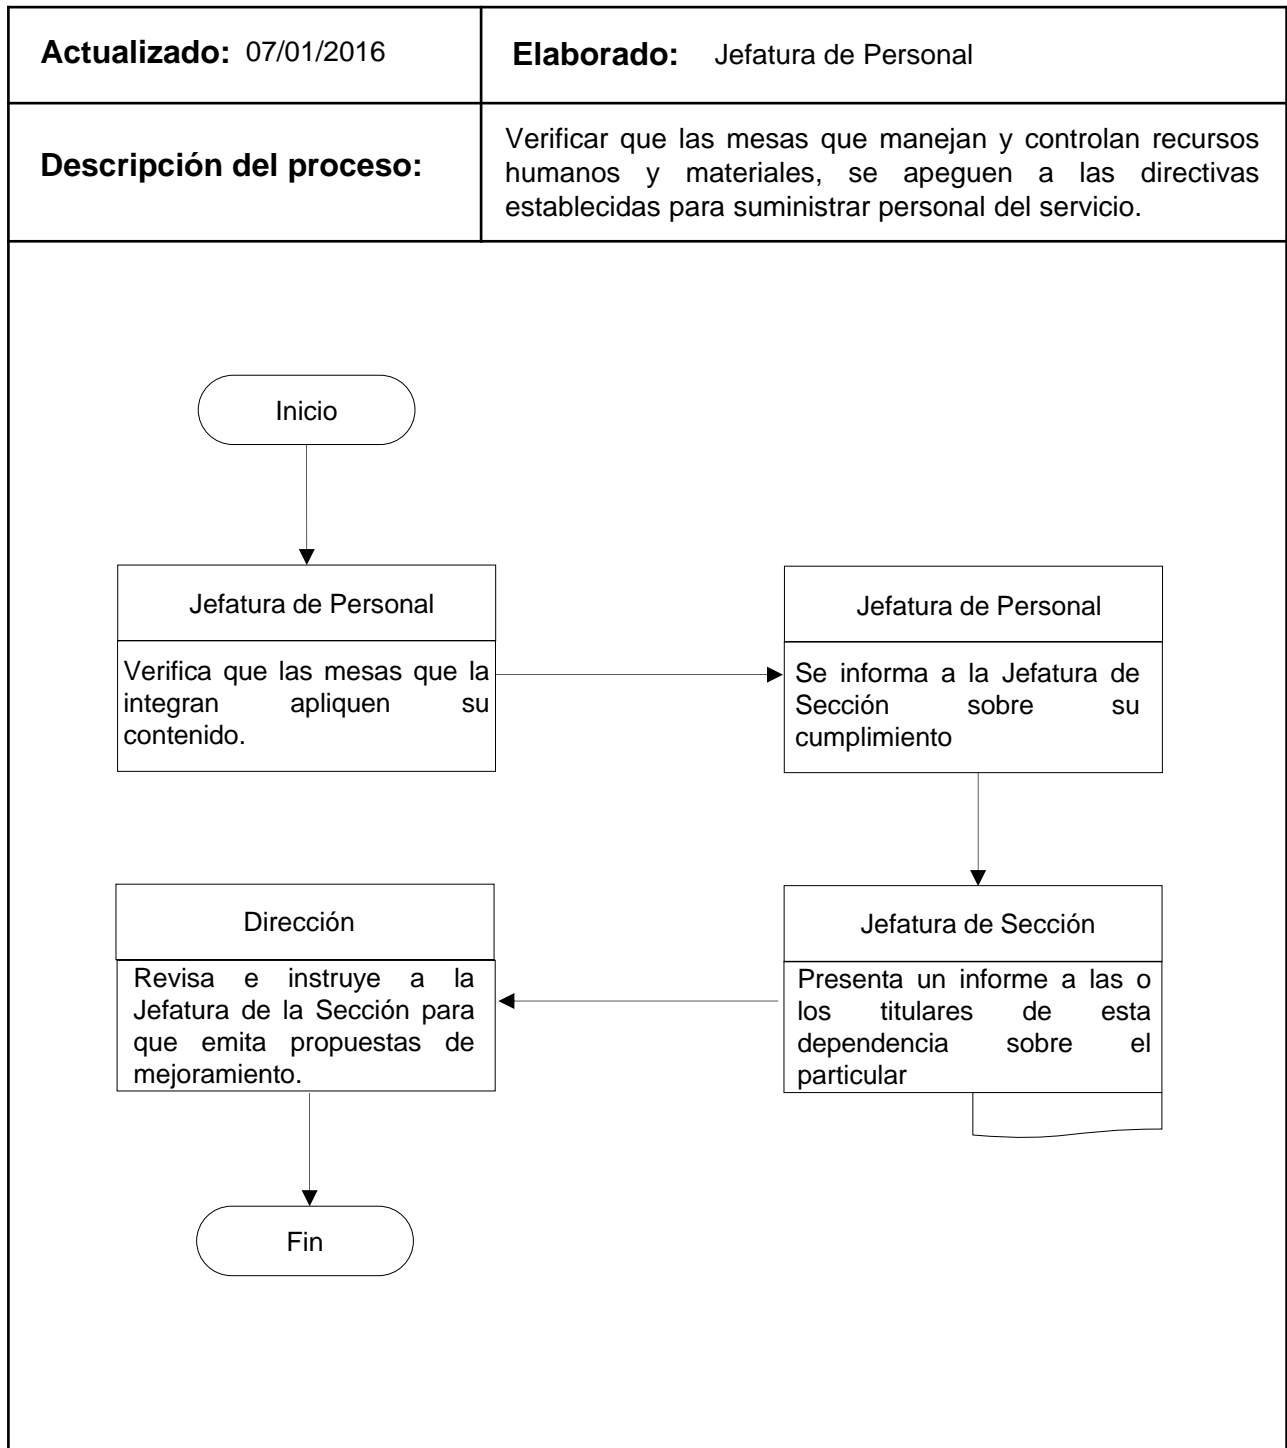 Actualizado: 07/01/2016
Elaborado: Jefatura de Personal
Descripción del proceso:
Verificar que las mesas que manejan y controlan recursos
humanos y materiales, se apeguen a las directivas
establecidas para suministrar personal del servicio.
Inicio
Jefatura de Personal
Verifica que las mesas que la
integran apliquen su
contenido.
Jefatura de Personal
Se informa a la Jefatura de
Sección sobre su
cumplimiento
Jefatura de Sección
Presenta un informe a las o
los titulares de esta
dependencia sobre el
particular
Dirección
Revisa e instruye a la
Jefatura de la Sección para
que emita propuestas de
mejoramiento.
Fin